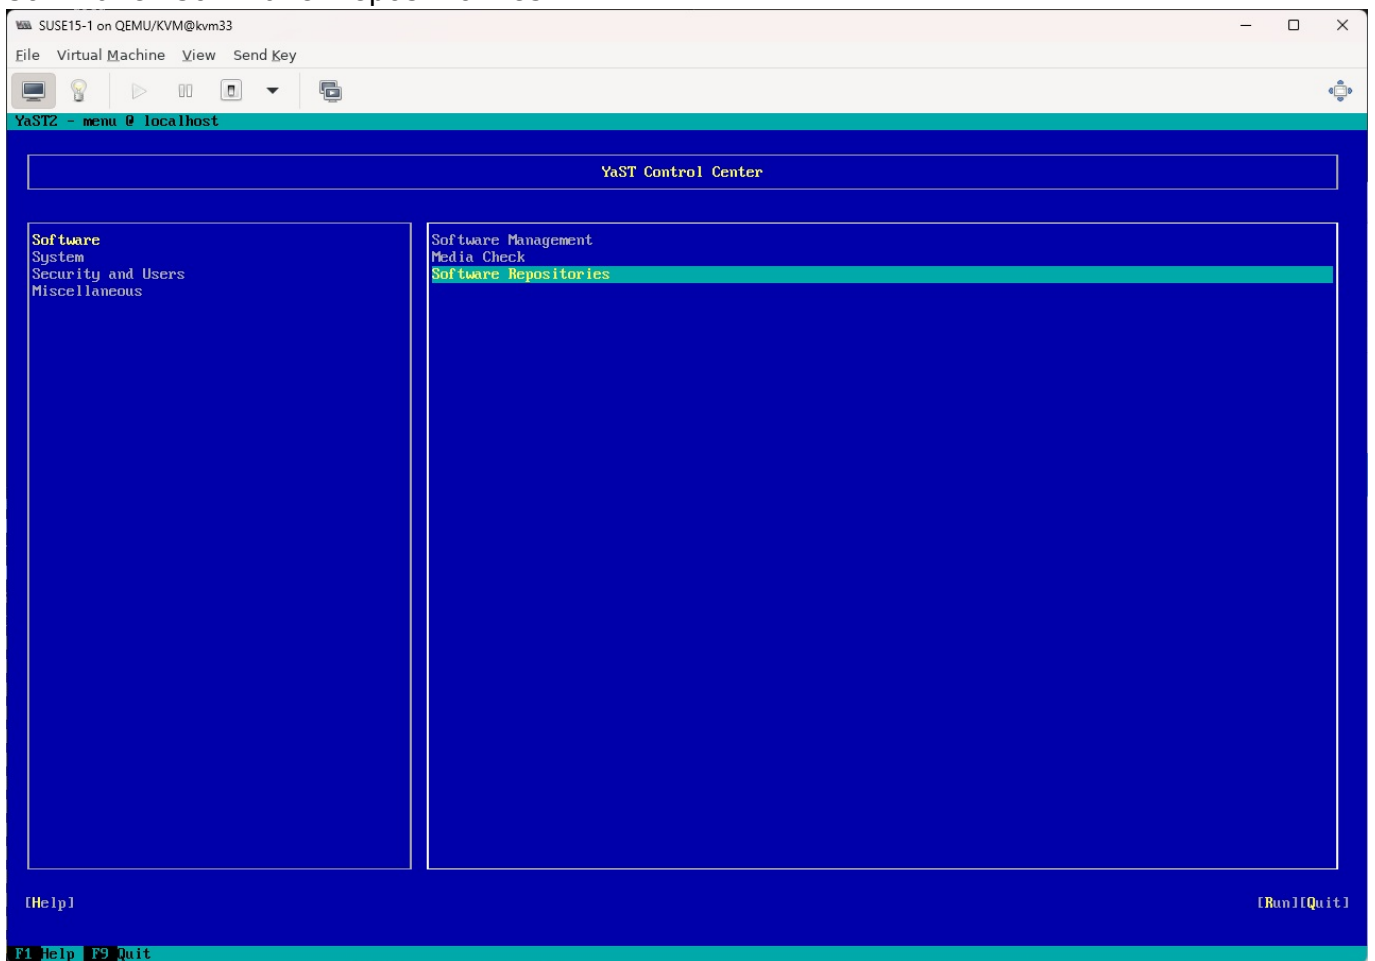 SUSE15-1 on QEMU/KVM@kvm33
File Virtual Machine View Send Key
YaST2 - menu @ localhost
YaST Control Center
Software
System
Security and Users
Miscellaneous
Software Management
Media Check
Software Repositories
[Help] [Run][Quit]
F1 Help F9 Quit